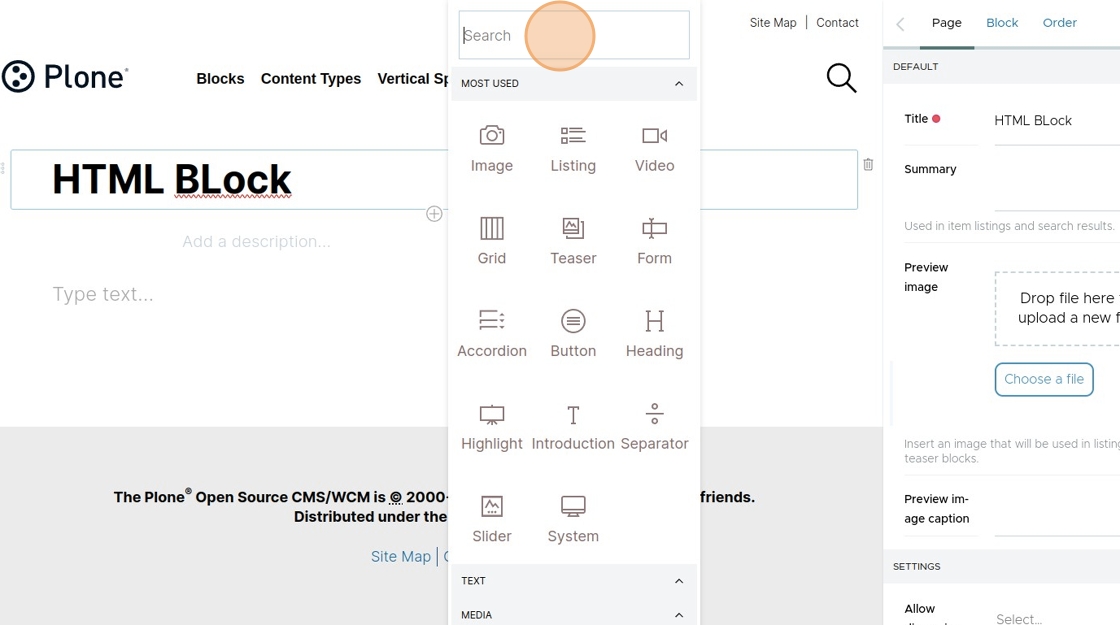 Site Map | Contact
Plone®
Blocks Content Types Vertical Sp
HTML BLock
Add a description...
Type text...
The Plone® Open Source CMS/WCM is © 2000-
friends.
Distributed under the
Site Map |
Search
MOST USED
Image Listing Video
Grid Teaser Form
Accordion Button Heading
Highlight Introduction Separator
Slider System
TEXT
MEDIA
Page Block Order
DEFAULT
Title HTML BLock
Summary
Used in item listings and search results.
Preview
image
Drop file here
upload a new f
Choose a file
Insert an image that will be used in listing
teaser blocks.
Preview im-
age caption
SETTINGS
Allow
Select...